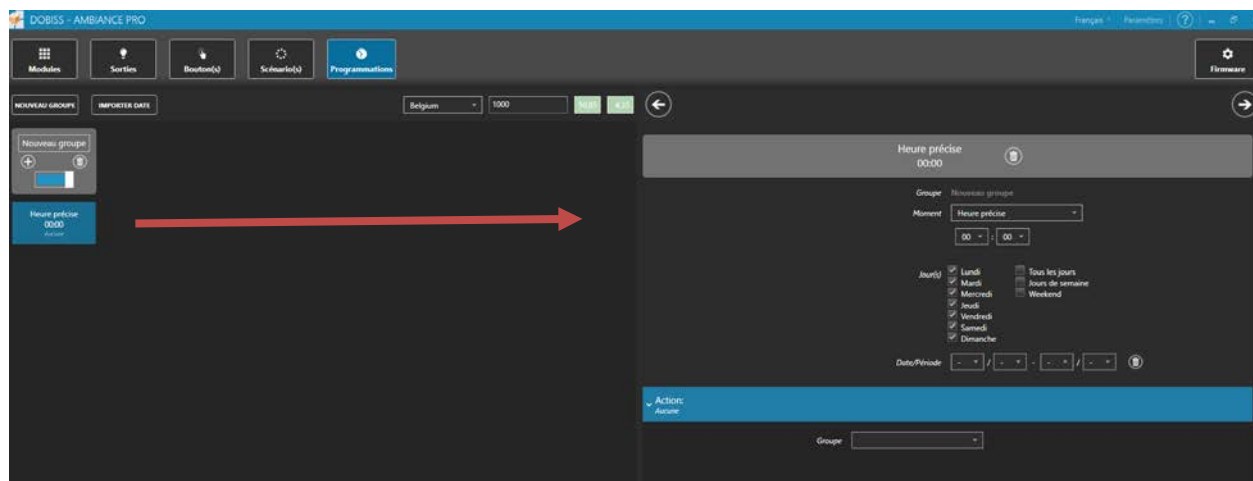 DOBISS - AMBIANCE PRO
Français
Paramètres
?
Modules
Sorties
Bouton(s)
Scénario(s)
Programmations
Firmware
NOUVEAU GROUPE
IMPORTER DATE
Belgium
1000
Nouveau groupe
Heure précise
00:00
Aucune
Heure précise
00:00
Groupe Nouveau groupe
Moment Heure précise
00 : 00
Jour(s)
Lundi Tous les jours
Mardi Jours de semaine
Mercredi Weekend
Jeudi
Vendredi
Samedi
Dimanche
Date/Période - / - - - / -
Action:
Aucune
Groupe